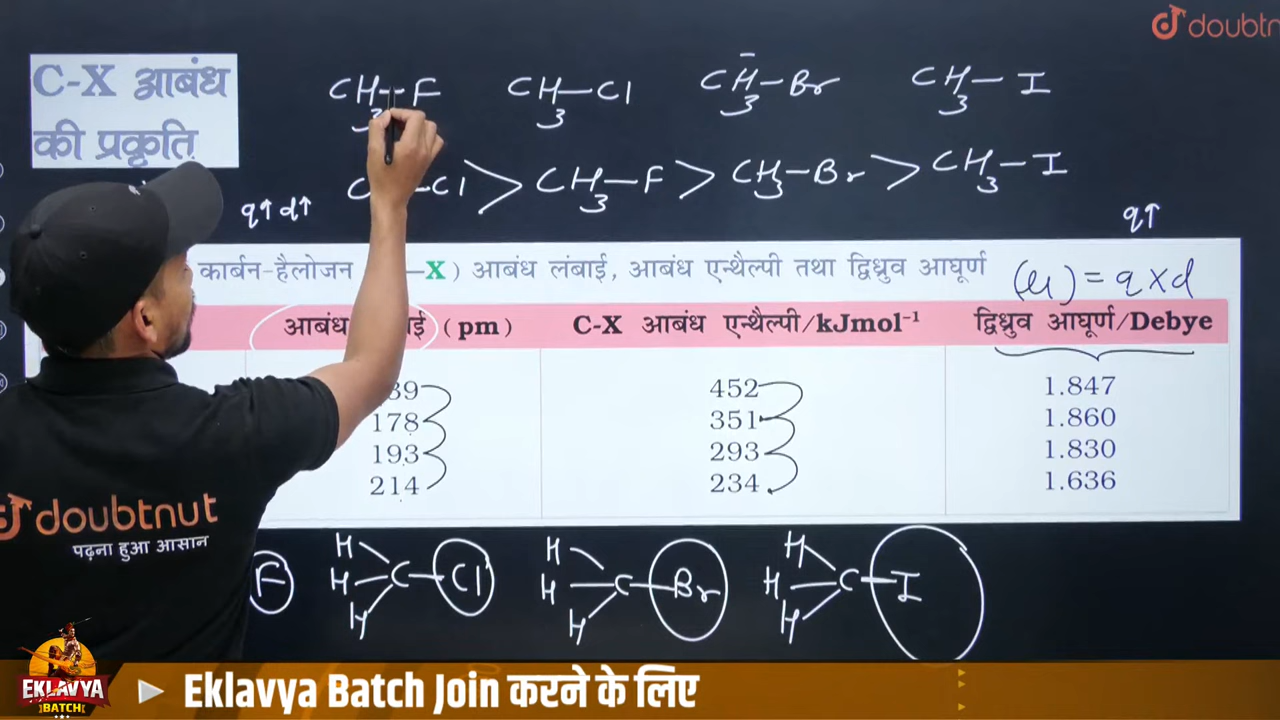 doubtn
C-X आबंध
की प्रकृति
CH3-F CH3-Cl CH3-Br CH3-I
Cl > CH3-F > CH3-Br > CH3-I
q↑ d↑ q↑
कार्बन-हैलोजन —X) आबंध लंबाई, आबंध एन्थैल्पी तथा द्विध्रुव आघूर्ण (μ) = q x d
आबंध (pm) C-X आबंध एन्थैल्पी/kJmol⁻¹ द्विध्रुव आघूर्ण/Debye
39 452 1.847
178 351 1.860
193 293 1.830
214 234 1.636
doubtnut
पढ़ना हुआ आसान
F
H H H C-Cl
H H H C-Br
H H H C-I
EKLAVYA
BATCH
Eklavya Batch Join करने के लिए